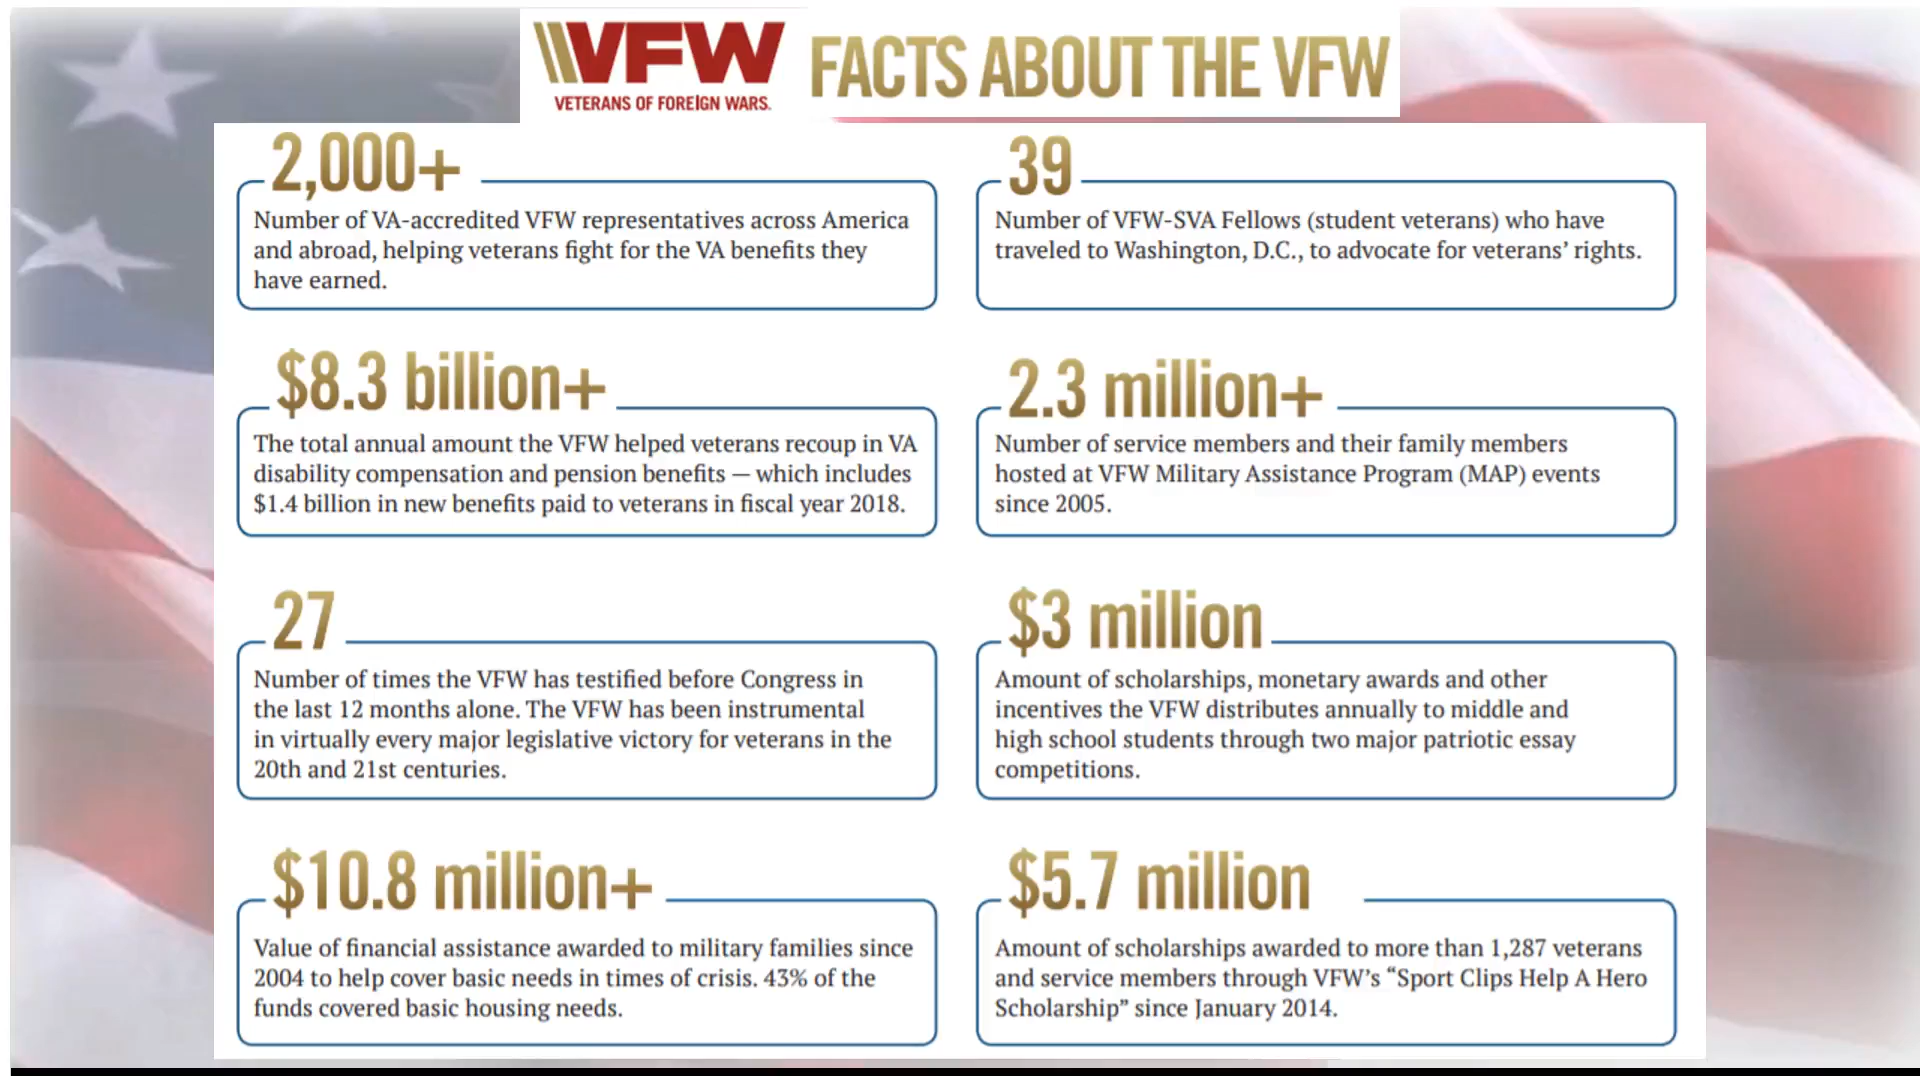 VFW
VETERANS OF FOREIGN WARS.
FACTS ABOUT THE VFW
2,000+
Number of VA-accredited VFW representatives across America
and abroad, helping veterans fight for the VA benefits they
have earned.
39
Number of VFW-SVA Fellows (student veterans) who have
traveled to Washington, D.C., to advocate for veterans’ rights.
$8.3 billion+
The total annual amount the VFW helped veterans recoup in VA
disability compensation and pension benefits — which includes
$1.4 billion in new benefits paid to veterans in fiscal year 2018.
2.3 million+
Number of service members and their family members
hosted at VFW Military Assistance Program (MAP) events
since 2005.
27
Number of times the VFW has testified before Congress in
the last 12 months alone. The VFW has been instrumental
in virtually every major legislative victory for veterans in the
20th and 21st centuries.
$3 million
Amount of scholarships, monetary awards and other
incentives the VFW distributes annually to middle and
high school students through two major patriotic essay
competitions.
$10.8 million+
Value of financial assistance awarded to military families since
2004 to help cover basic needs in times of crisis. 43% of the
funds covered basic housing needs.
$5.7 million
Amount of scholarships awarded to more than 1,287 veterans
and service members through VFW’s “Sport Clips Help A Hero
Scholarship” since January 2014.